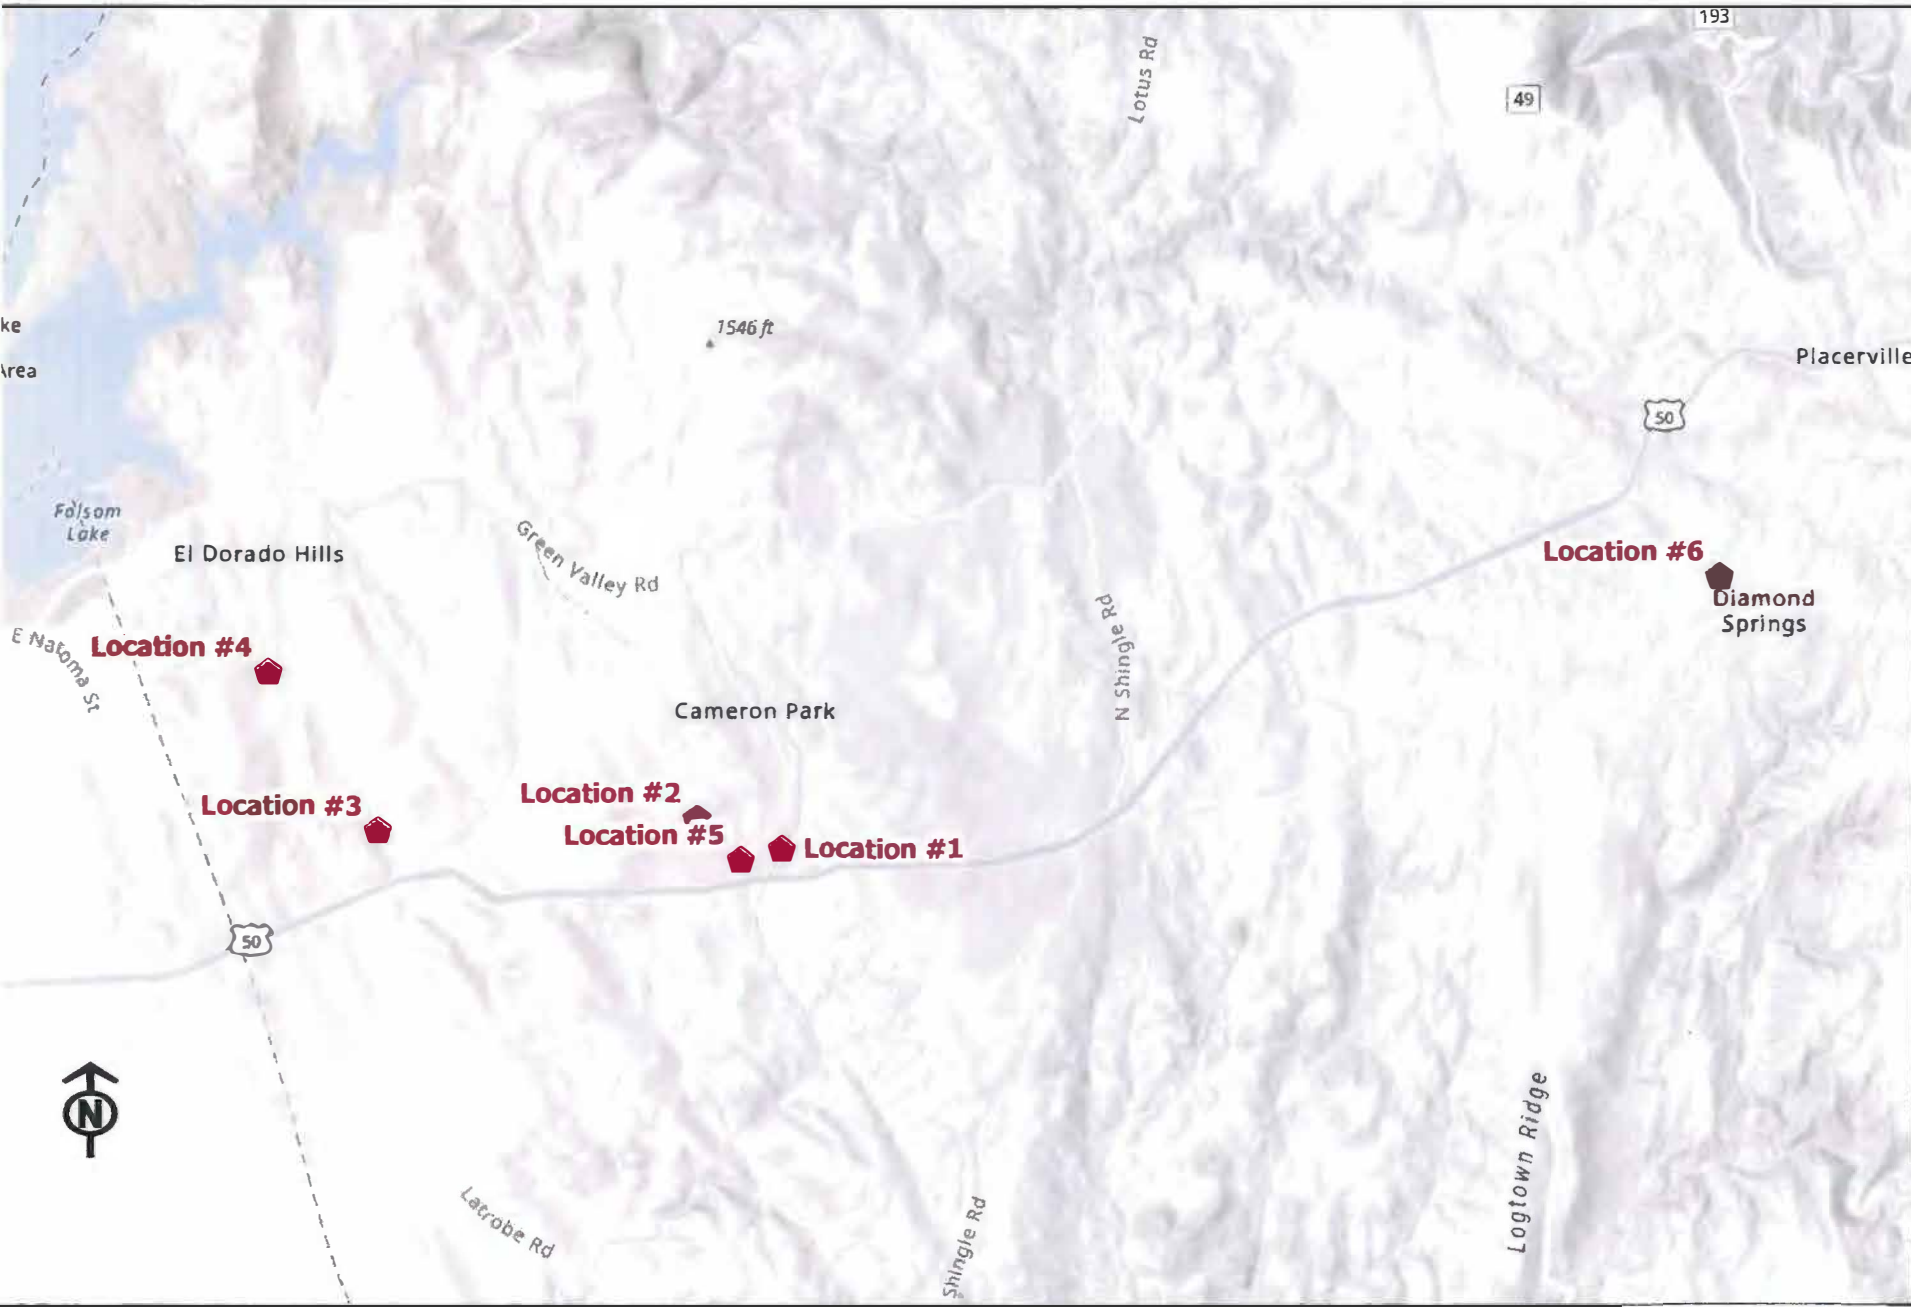 193
Lotus Rd
49
1546 ft
ke
Placerville
Area
50
Folsom
Lake
El Dorado Hills
Green Valley Rd
Location #6
Diamond
Springs
E Natoma St
Location #4
N Shingle Rd
Cameron Park
Location #2
Location #3
Location #5
Location #1
50
N
Logtown Ridge
Latrobe Rd
Shingle Rd